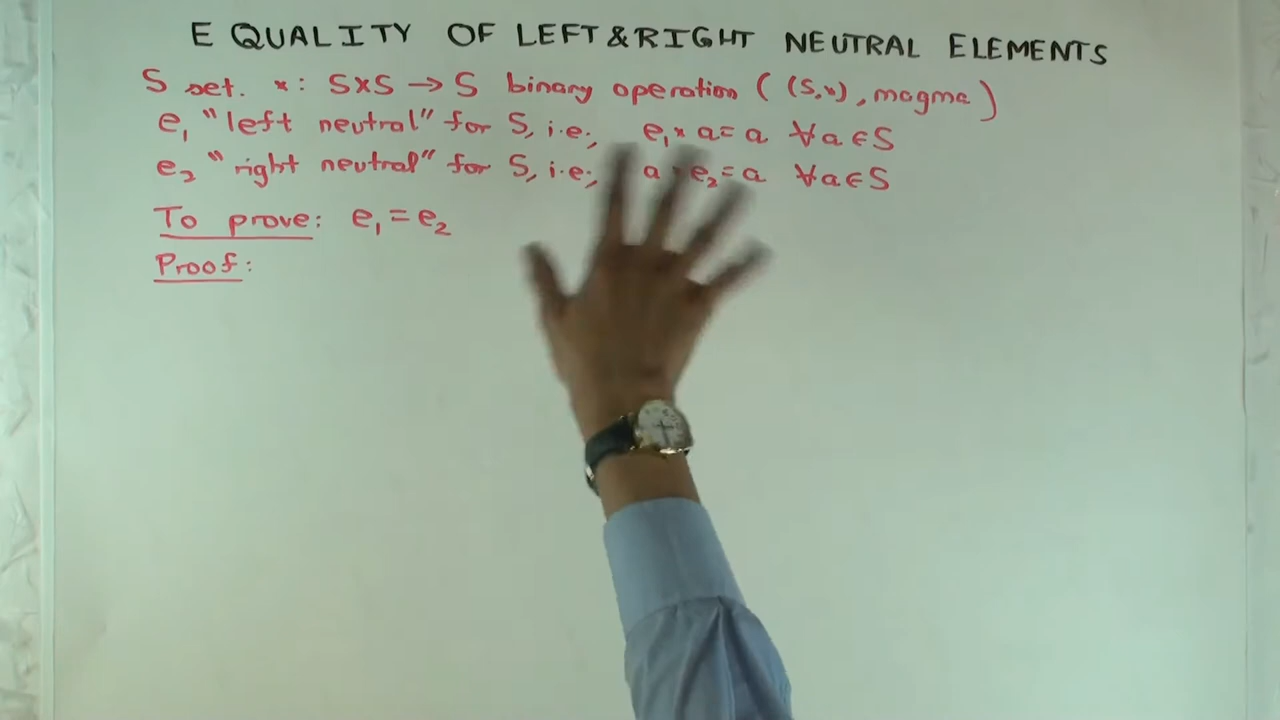 EQUALITY OF LEFT & RIGHT NEUTRAL ELEMENTS
S set. *: S×S → S binary operation ((S,*), magma)
e₁ "left neutral" for S, i.e., e₁ * a = a ∀a∈S
e₂ "right neutral" for S, i.e., a * e₂ = a ∀a∈S
To prove: e₁ = e₂
Proof: